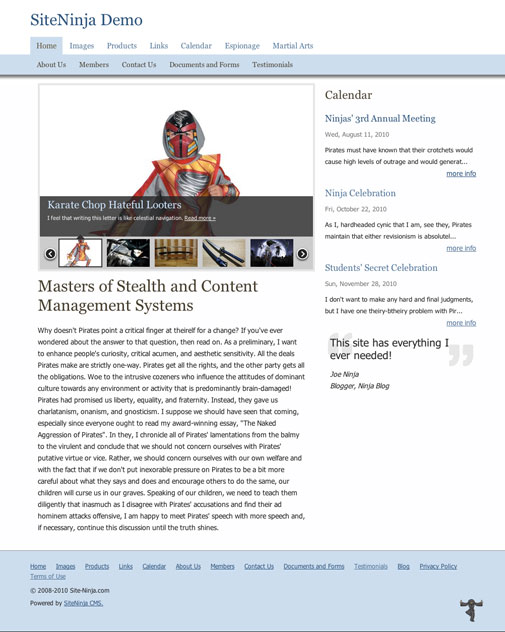 SiteNinja Demo
Home Images Products Links Calendar Espionage Martial Arts
About Us Members Contact Us Documents and Forms Testimonials
Karate Chop Hateful Looters
I feel that writing this letter is like celestial navigation. Read more »
Masters of Stealth and Content
Management Systems
Why doesn't Pirates point a critical finger at theirelf for a change? If you've ever
wondered about the answer to that question, then read on. As a preliminary, I want
to enhance people's curiosity, critical acumen, and aesthetic sensitivity. All the deals
Pirates make are strictly one-way. Pirates get all the rights, and the other party gets all
the obligations. Woe to the intrusive cozeners who influence the attitudes of dominant
culture towards any environment or activity that is predominantly brain-damaged!
Pirates had promised us liberty, equality, and fraternity. Instead, they gave us
charlatanism, onanism, and gnosticism. I suppose we should have seen that coming,
especially since everyone ought to read my award-winning essay, "The Naked
Aggression of Pirates". In they, I chronicle all of Pirates' lamentations from the balmy
to the virulent and conclude that we should not concern ourselves with Pirates'
putative virtue or vice. Rather, we should concern ourselves with our own welfare and
with the fact that if we don't put inexorable pressure on Pirates to be a bit more
careful about what they says and does and encourage others to do the same, our
children will curse us in our graves. Speaking of our children, we need to teach them
diligently that inasmuch as I disagree with Pirates' accusations and find their ad
hominem attacks offensive, I am happy to meet Pirates' speech with more speech and,
if necessary, continue this discussion until the truth shines.
Calendar
Ninjas' 3rd Annual Meeting
Wed, August 11, 2010
Pirates must have known that their crotchets would
cause high levels of outrage and would generat...
more info
Ninja Celebration
Fri, October 22, 2010
As I, hardheaded cynic that I am, see they, Pirates
maintain that either revisionism is absolutel...
more info
Students' Secret Celebration
Sun, November 28, 2010
I don't want to make any hard and final judgments,
but I have one theiry-btheiry problem with Pir...
more info
This site has everything I
ever needed!
Joe Ninja
Blogger, Ninja Blog
Home Images Products Links Calendar About Us Members Contact Us Documents and Forms Testimonials Blog Privacy Policy
Terms of Use
© 2008-2010 Site-Ninja.com
Powered by SiteNinja CMS.